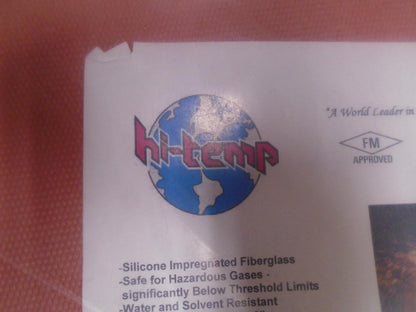 "A World Leader in
hi-temp
FM
APPROVED
-Silicone Impregnated Fiberglass
-Safe for Hazardous Gases -
significantly Below Threshold Limits
-Water and Solvent Resistant